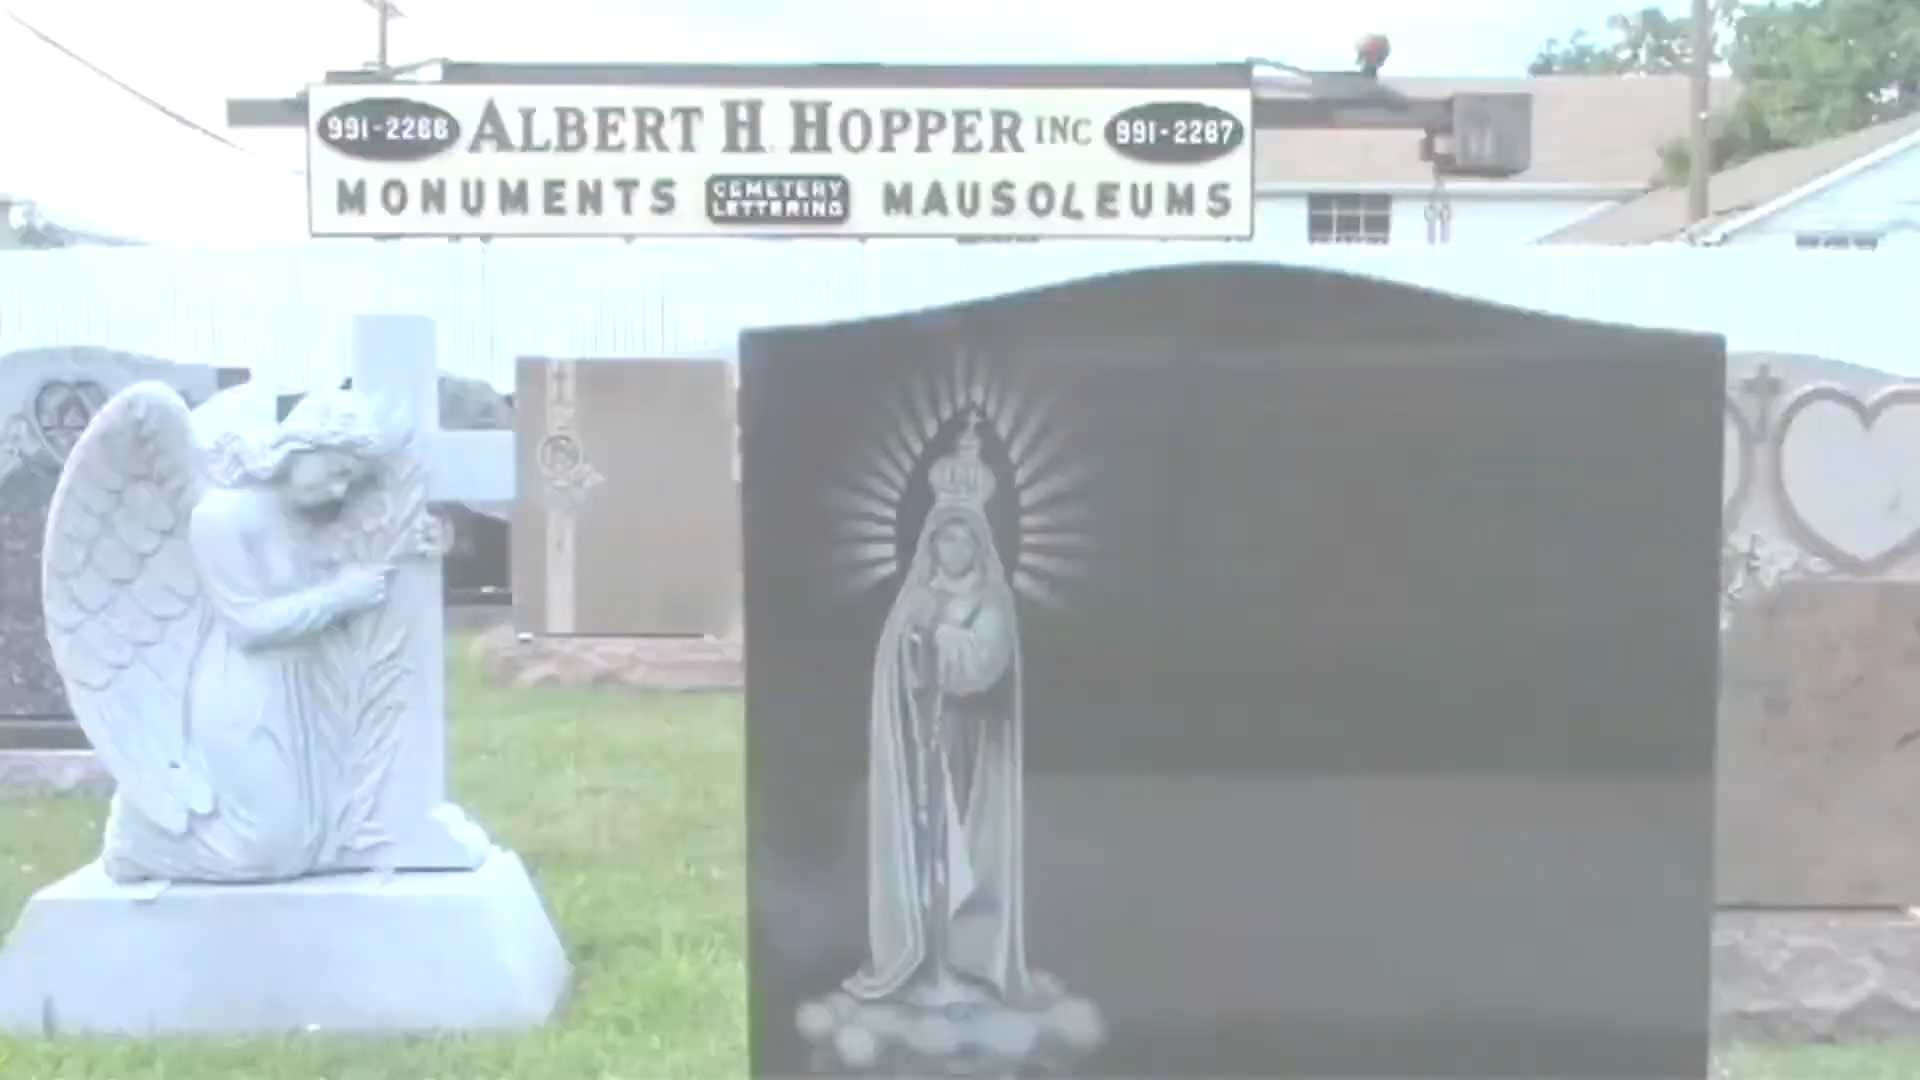 991-2266 ALBERT H. HOPPER INC 991-2267
MONUMENTS CEMETERY LETTERING MAUSOLEUMS